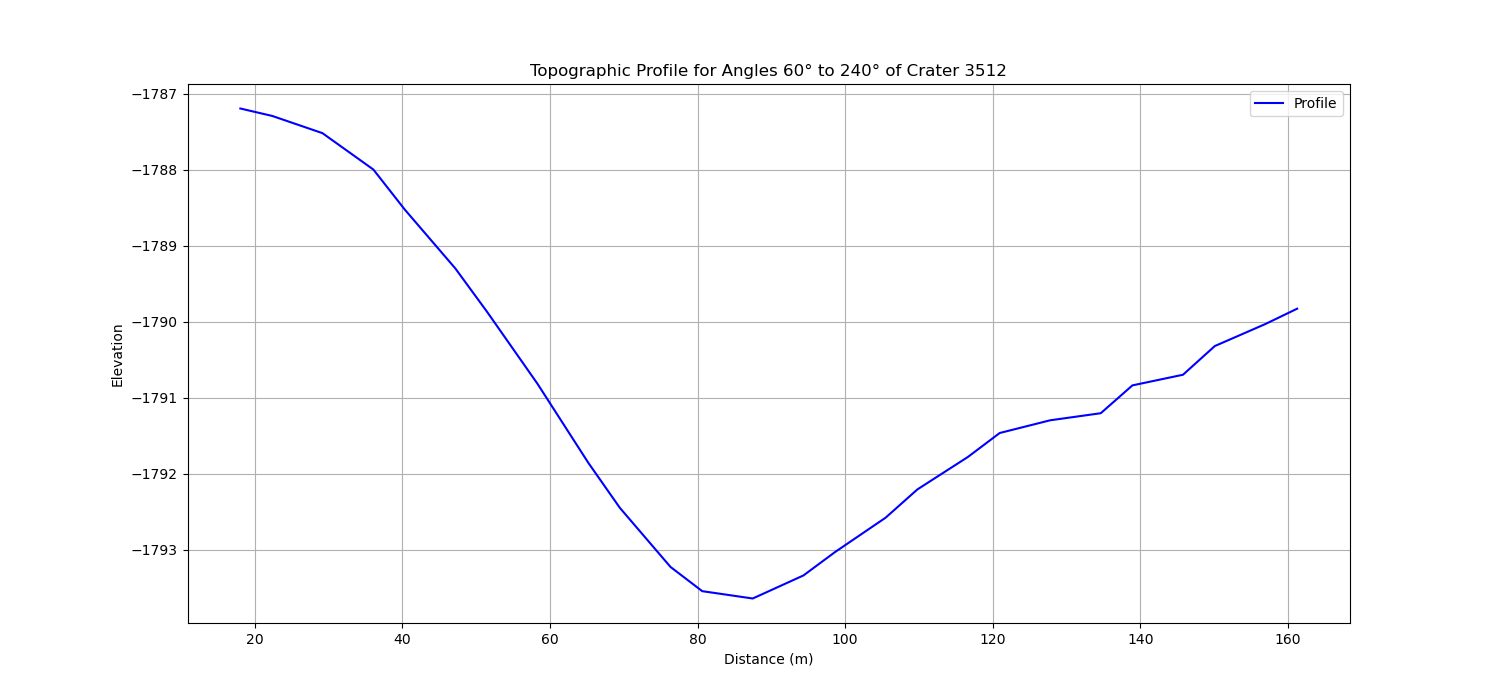 Topographic Profile for Angles 60° to 240° of Crater 3512
Profile
−1787
−1788
−1789
−1790
−1791
−1792
−1793
Elevation
20 40 60 80 100 120 140 160
Distance (m)